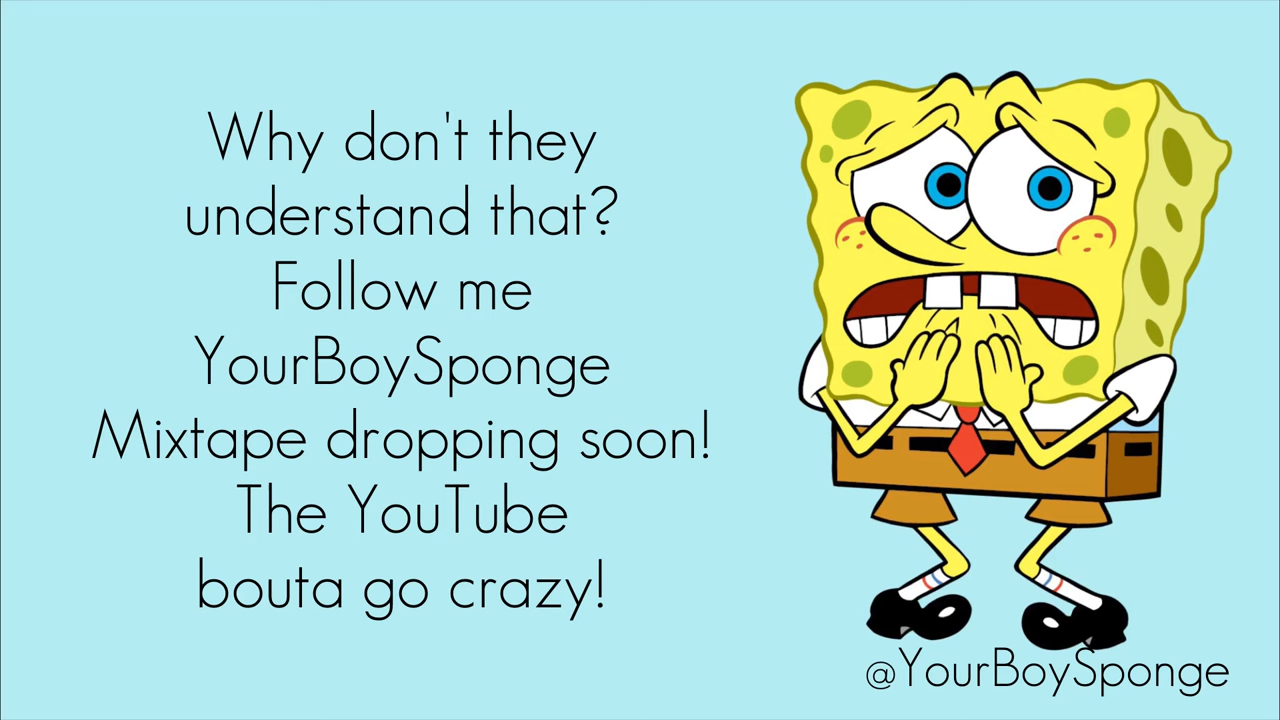 Why don't they
understand that?
Follow me
YourBoySponge
Mixtape dropping soon!
The YouTube
bouta go crazy!
@YourBoySponge